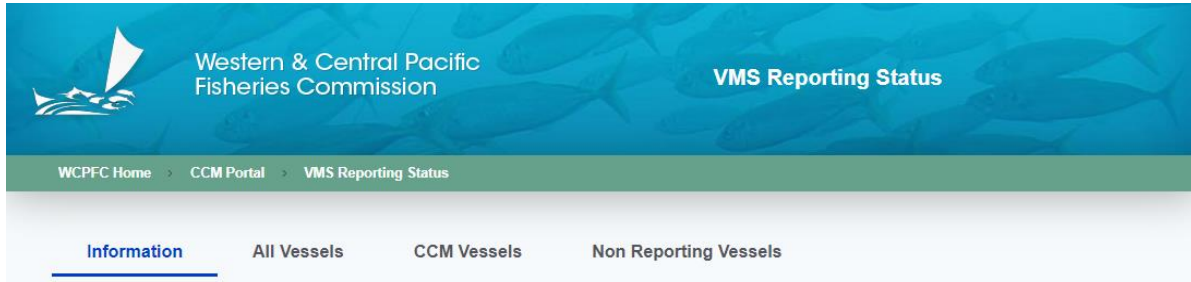 Western & Central Pacific
Fisheries Commission
VMS Reporting Status
WCPFC Home > CCM Portal > VMS Reporting Status
Information All Vessels CCM Vessels Non Reporting Vessels